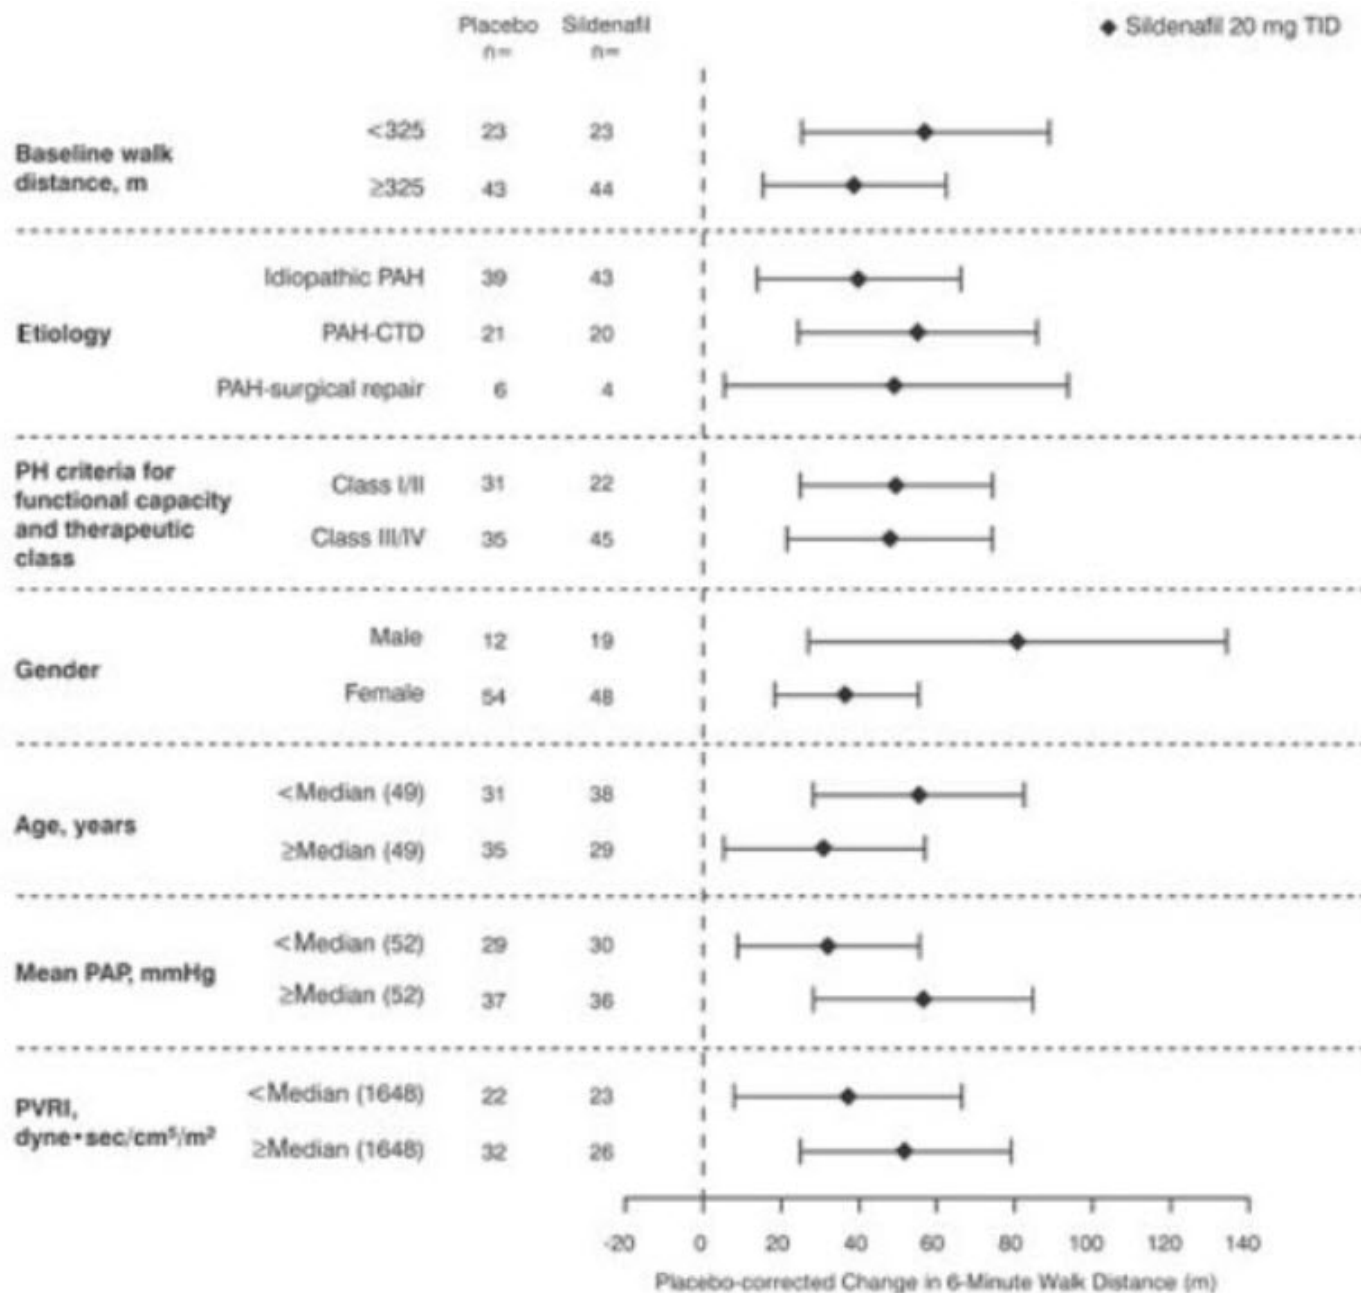 Placebo Sildenafil
n= n=
◆ Sildenafil 20 mg TID
Baseline walk
distance, m
<325 23 23
≥325 43 44
Etiology
Idiopathic PAH 39 43
PAH-CTD 21 20
PAH-surgical repair 6 4
PH criteria for
functional capacity
and therapeutic
class
Class I/II 31 22
Class III/IV 35 45
Gender
Male 12 19
Female 54 48
Age, years
<Median (49) 31 38
≥Median (49) 35 29
Mean PAP, mmHg
<Median (52) 29 30
≥Median (52) 37 36
PVRI,
dyne•sec/cm⁵/m²
<Median (1648) 22 23
≥Median (1648) 32 26
-20 0 20 40 60 80 100 120 140
Placebo-corrected Change in 6-Minute Walk Distance (m)